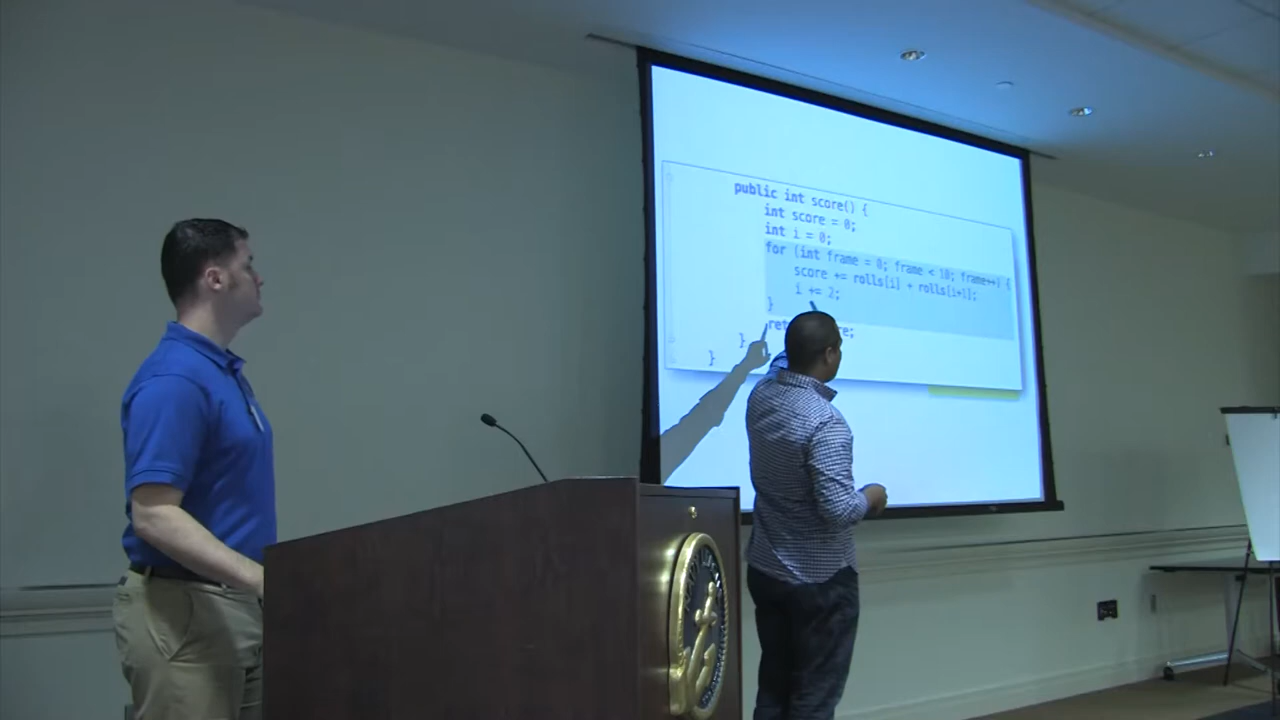 public int score() {
int score = 0;
int i = 0;
for (int frame = 0; frame < 10; frame++) {
score += rolls[i] + rolls[i+1];
i += 2;
}
re;
}
}